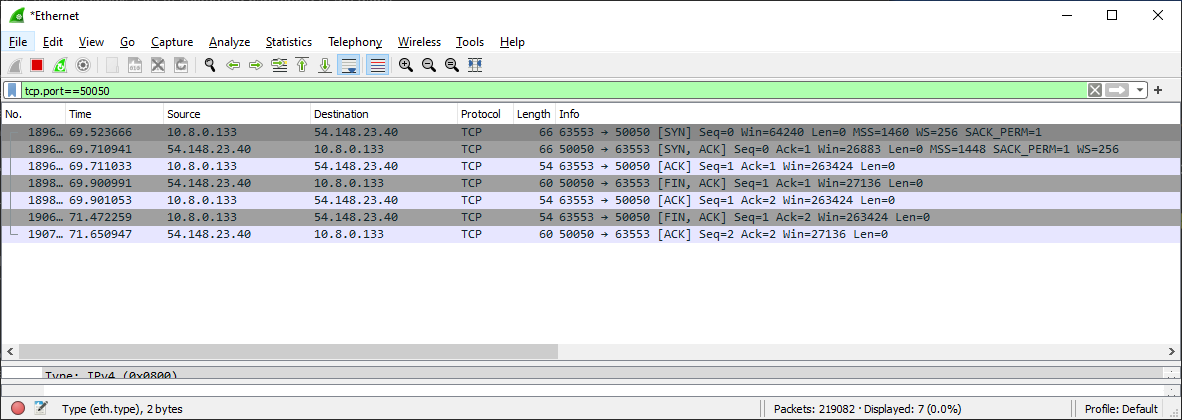 *Ethernet
File Edit View Go Capture Analyze Statistics Telephony Wireless Tools Help
tcp.port==50050
No. Time Source Destination Protocol Length Info
1896… 69.523666 10.8.0.133 54.148.23.40 TCP 66 63553 → 50050 [SYN] Seq=0 Win=64240 Len=0 MSS=1460 WS=256 SACK_PERM=1
1896… 69.710941 54.148.23.40 10.8.0.133 TCP 66 50050 → 63553 [SYN, ACK] Seq=0 Ack=1 Win=26883 Len=0 MSS=1448 SACK_PERM=1 WS=256
1896… 69.711033 10.8.0.133 54.148.23.40 TCP 54 63553 → 50050 [ACK] Seq=1 Ack=1 Win=263424 Len=0
1898… 69.900991 54.148.23.40 10.8.0.133 TCP 60 50050 → 63553 [FIN, ACK] Seq=1 Ack=1 Win=27136 Len=0
1898… 69.901053 10.8.0.133 54.148.23.40 TCP 54 63553 → 50050 [ACK] Seq=1 Ack=2 Win=263424 Len=0
1906… 71.472259 10.8.0.133 54.148.23.40 TCP 54 63553 → 50050 [FIN, ACK] Seq=1 Ack=2 Win=263424 Len=0
1907… 71.650947 54.148.23.40 10.8.0.133 TCP 60 50050 → 63553 [ACK] Seq=2 Ack=2 Win=27136 Len=0
Type: IPv4 (0x0800)
Type (eth.type), 2 bytes Packets: 219082 · Displayed: 7 (0.0%) Profile: Default